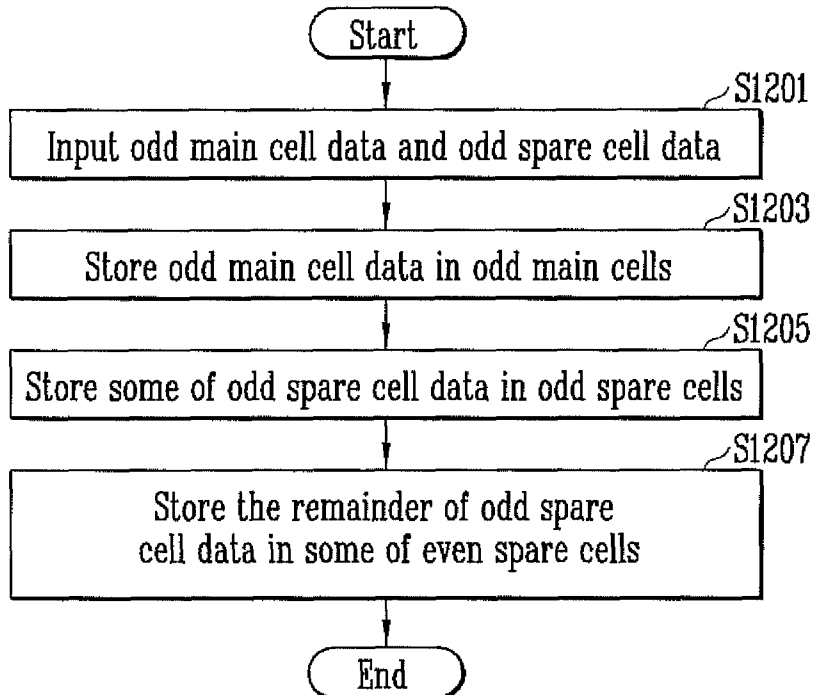 Start
S1201
Input odd main cell data and odd spare cell data
S1203
Store odd main cell data in odd main cells
S1205
Store some of odd spare cell data in odd spare cells
S1207
Store the remainder of odd spare
cell data in some of even spare cells
End